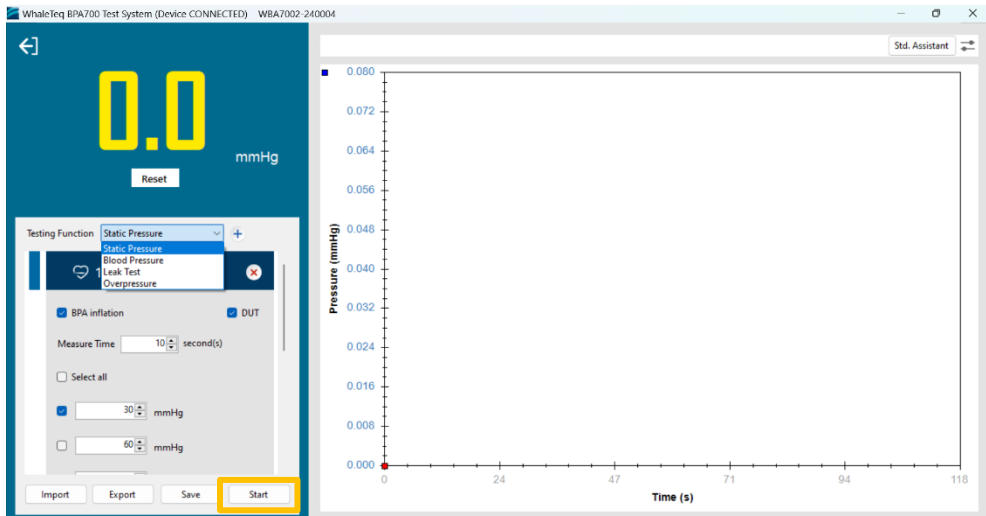 WhaleTeq BPA700 Test System (Device CONNECTED) WBA7002-240004
Std. Assistant
0.0
mmHg
Reset
Testing Function Static Pressure
Static Pressure
Blood Pressure
Leak Test
Overpressure
1
BPA inflation DUT
Measure Time 10 second(s)
Select all
30 mmHg
60 mmHg
Import Export Save Start
Pressure (mmHg)
0.080
0.072
0.064
0.056
0.048
0.040
0.032
0.024
0.016
0.008
0.000
0 24 47 71 94 118
Time (s)